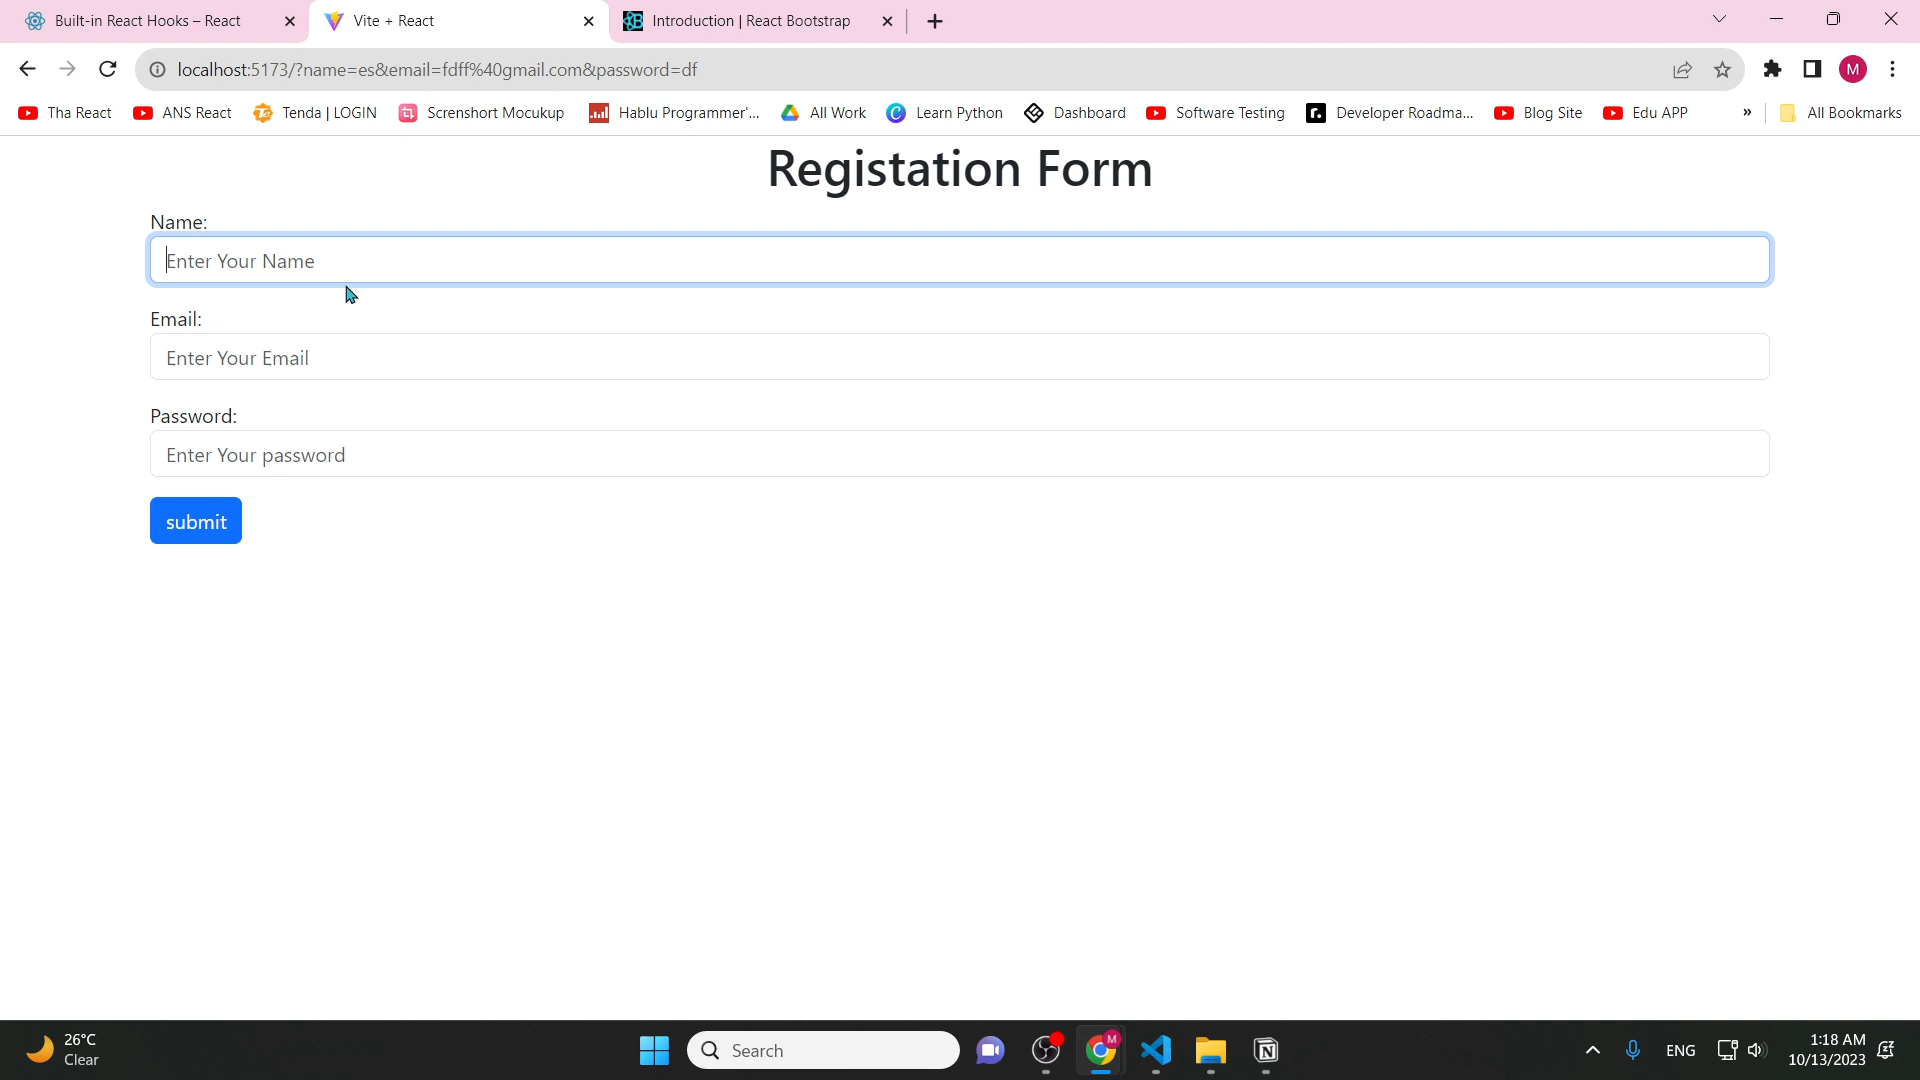 Built-in React Hooks – React
Vite + React
Introduction | React Bootstrap
localhost:5173/?name=es&email=fdff%40gmail.com&password=df
M
Tha React
ANS React
Tenda | LOGIN
Screnshort Mocukup
Hablu Programmer'...
All Work
Learn Python
Dashboard
Software Testing
Developer Roadma...
Blog Site
Edu APP
»
All Bookmarks
Registation Form
Name:
Enter Your Name
Email:
Enter Your Email
Password:
Enter Your password
submit
26°C
Clear
Search
M
ENG
1:18 AM
10/13/2023